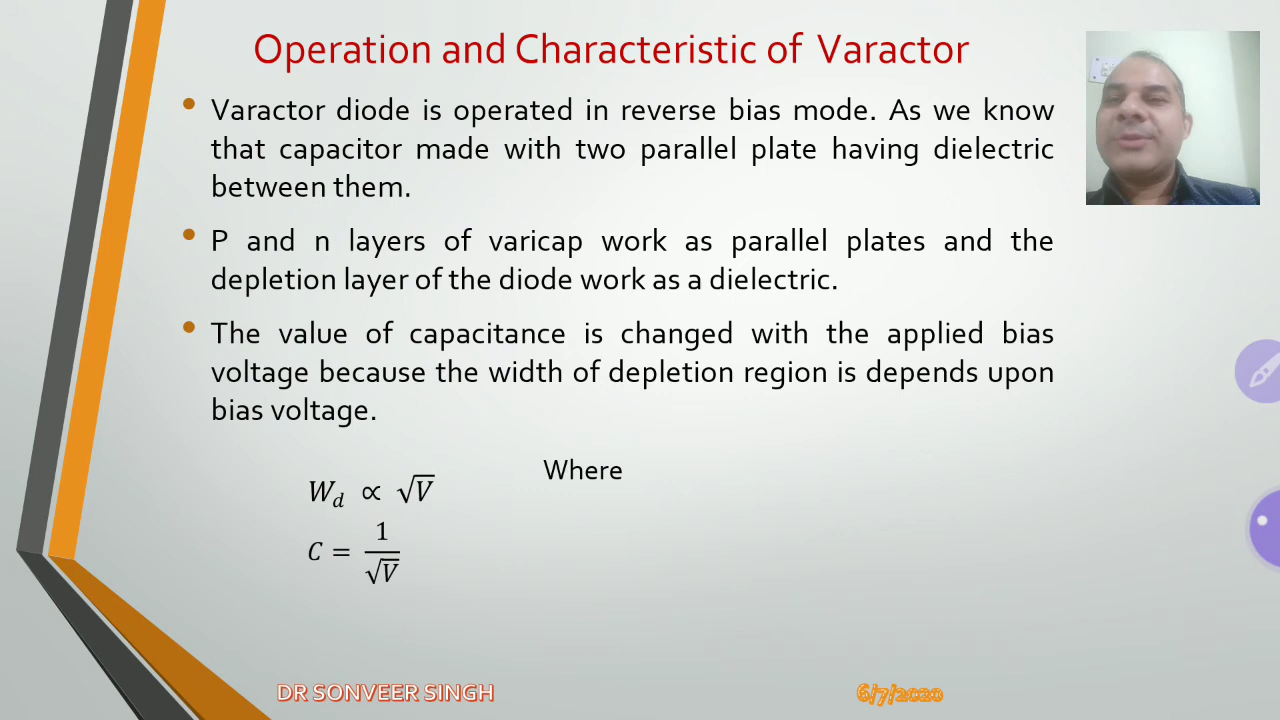 Operation and Characteristic of Varactor
• Varactor diode is operated in reverse bias mode. As we know
that capacitor made with two parallel plate having dielectric
between them.
• P and n layers of varicap work as parallel plates and the
depletion layer of the diode work as a dielectric.
• The value of capacitance is changed with the applied bias
voltage because the width of depletion region is depends upon
bias voltage.
Where
W_d ∝ √V
C = 1/√V
DR SONVEER SINGH
6/7/2020